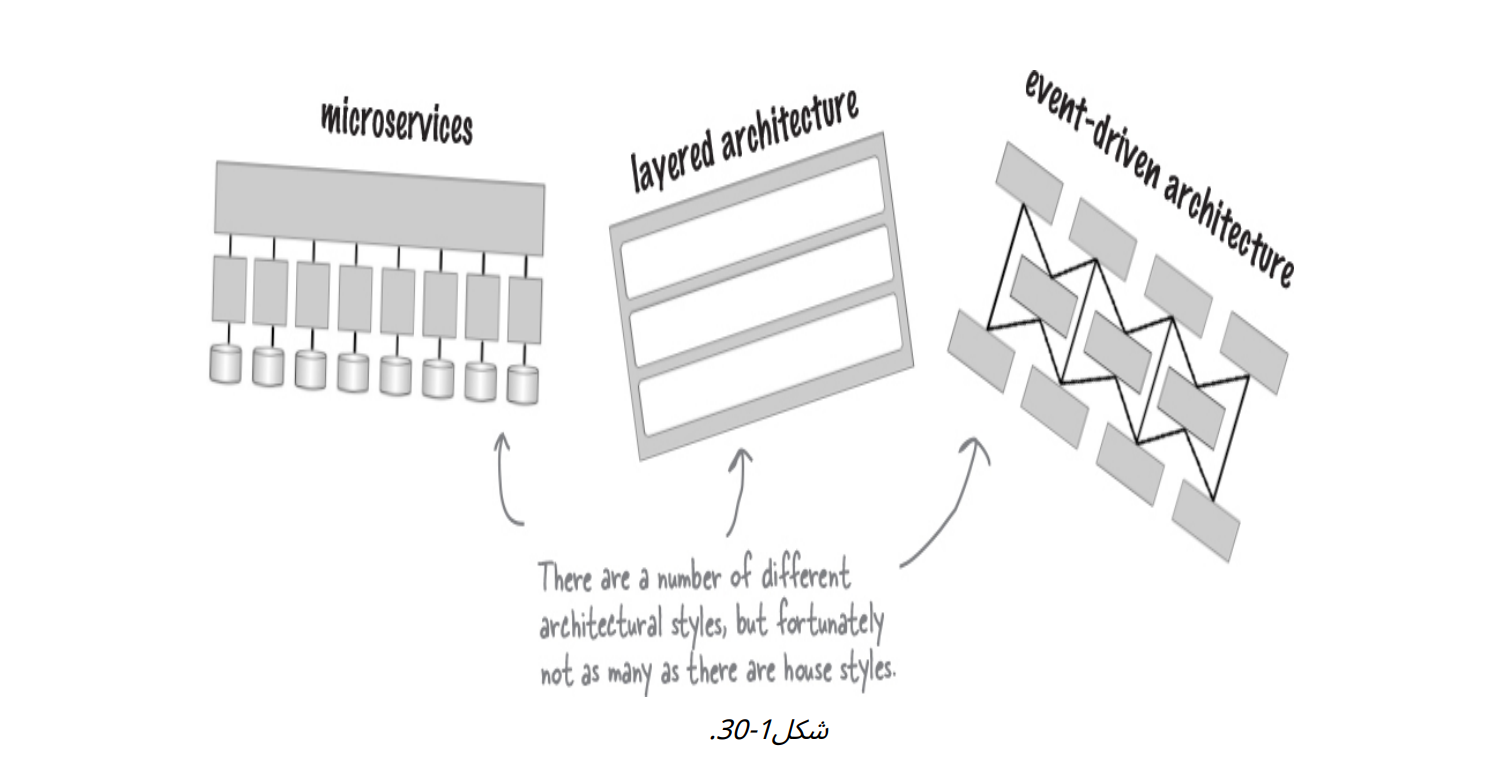 microservices
layered architecture
event-driven architecture
There are a number of different
architectural styles, but fortunately
not as many as there are house styles.
شکل1-30.